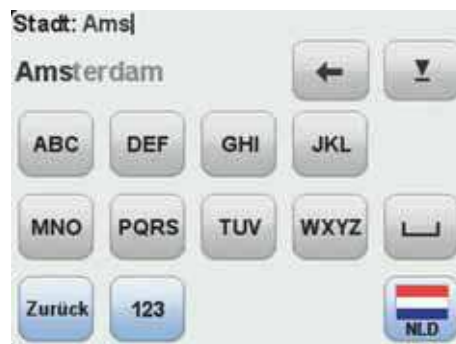 Stadt: Ams
Amsterdam
ABC DEF GHI JKL
MNO PQRS TUV WXYZ
Zurück 123 NLD